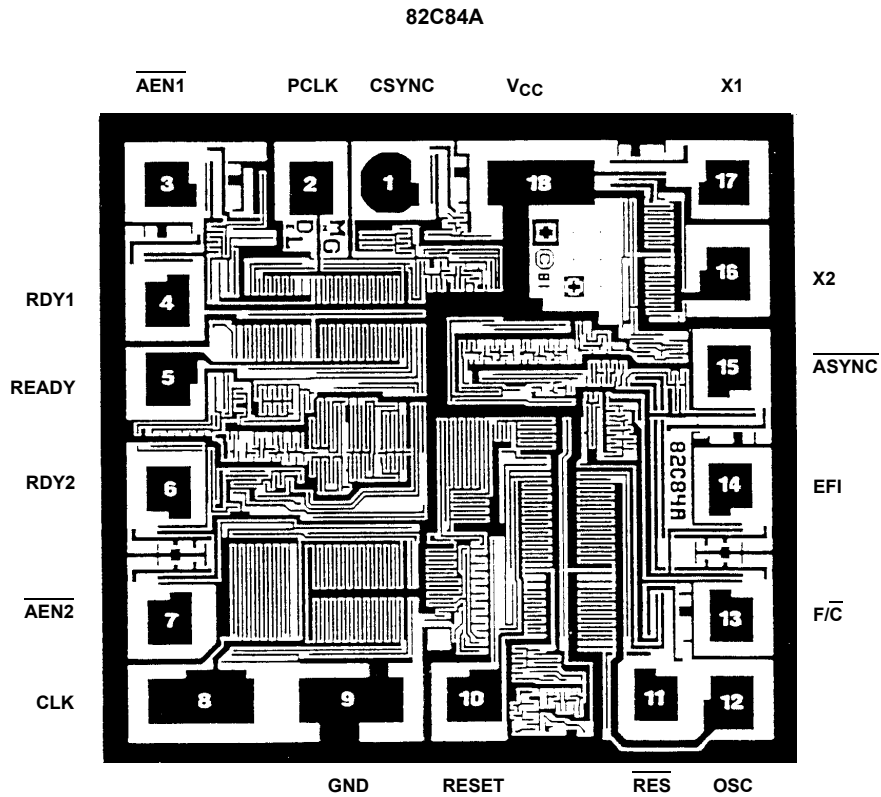 82C84A
AEN1 PCLK CSYNC VCC X1
3 2 1 18 17
4 16 X2
RDY1
5 15 ASYNC
READY
RDY2 6 14 EFI
82C84A
AEN2 7 13 F/C
CLK 8 9 10 11 12
GND RESET RES OSC